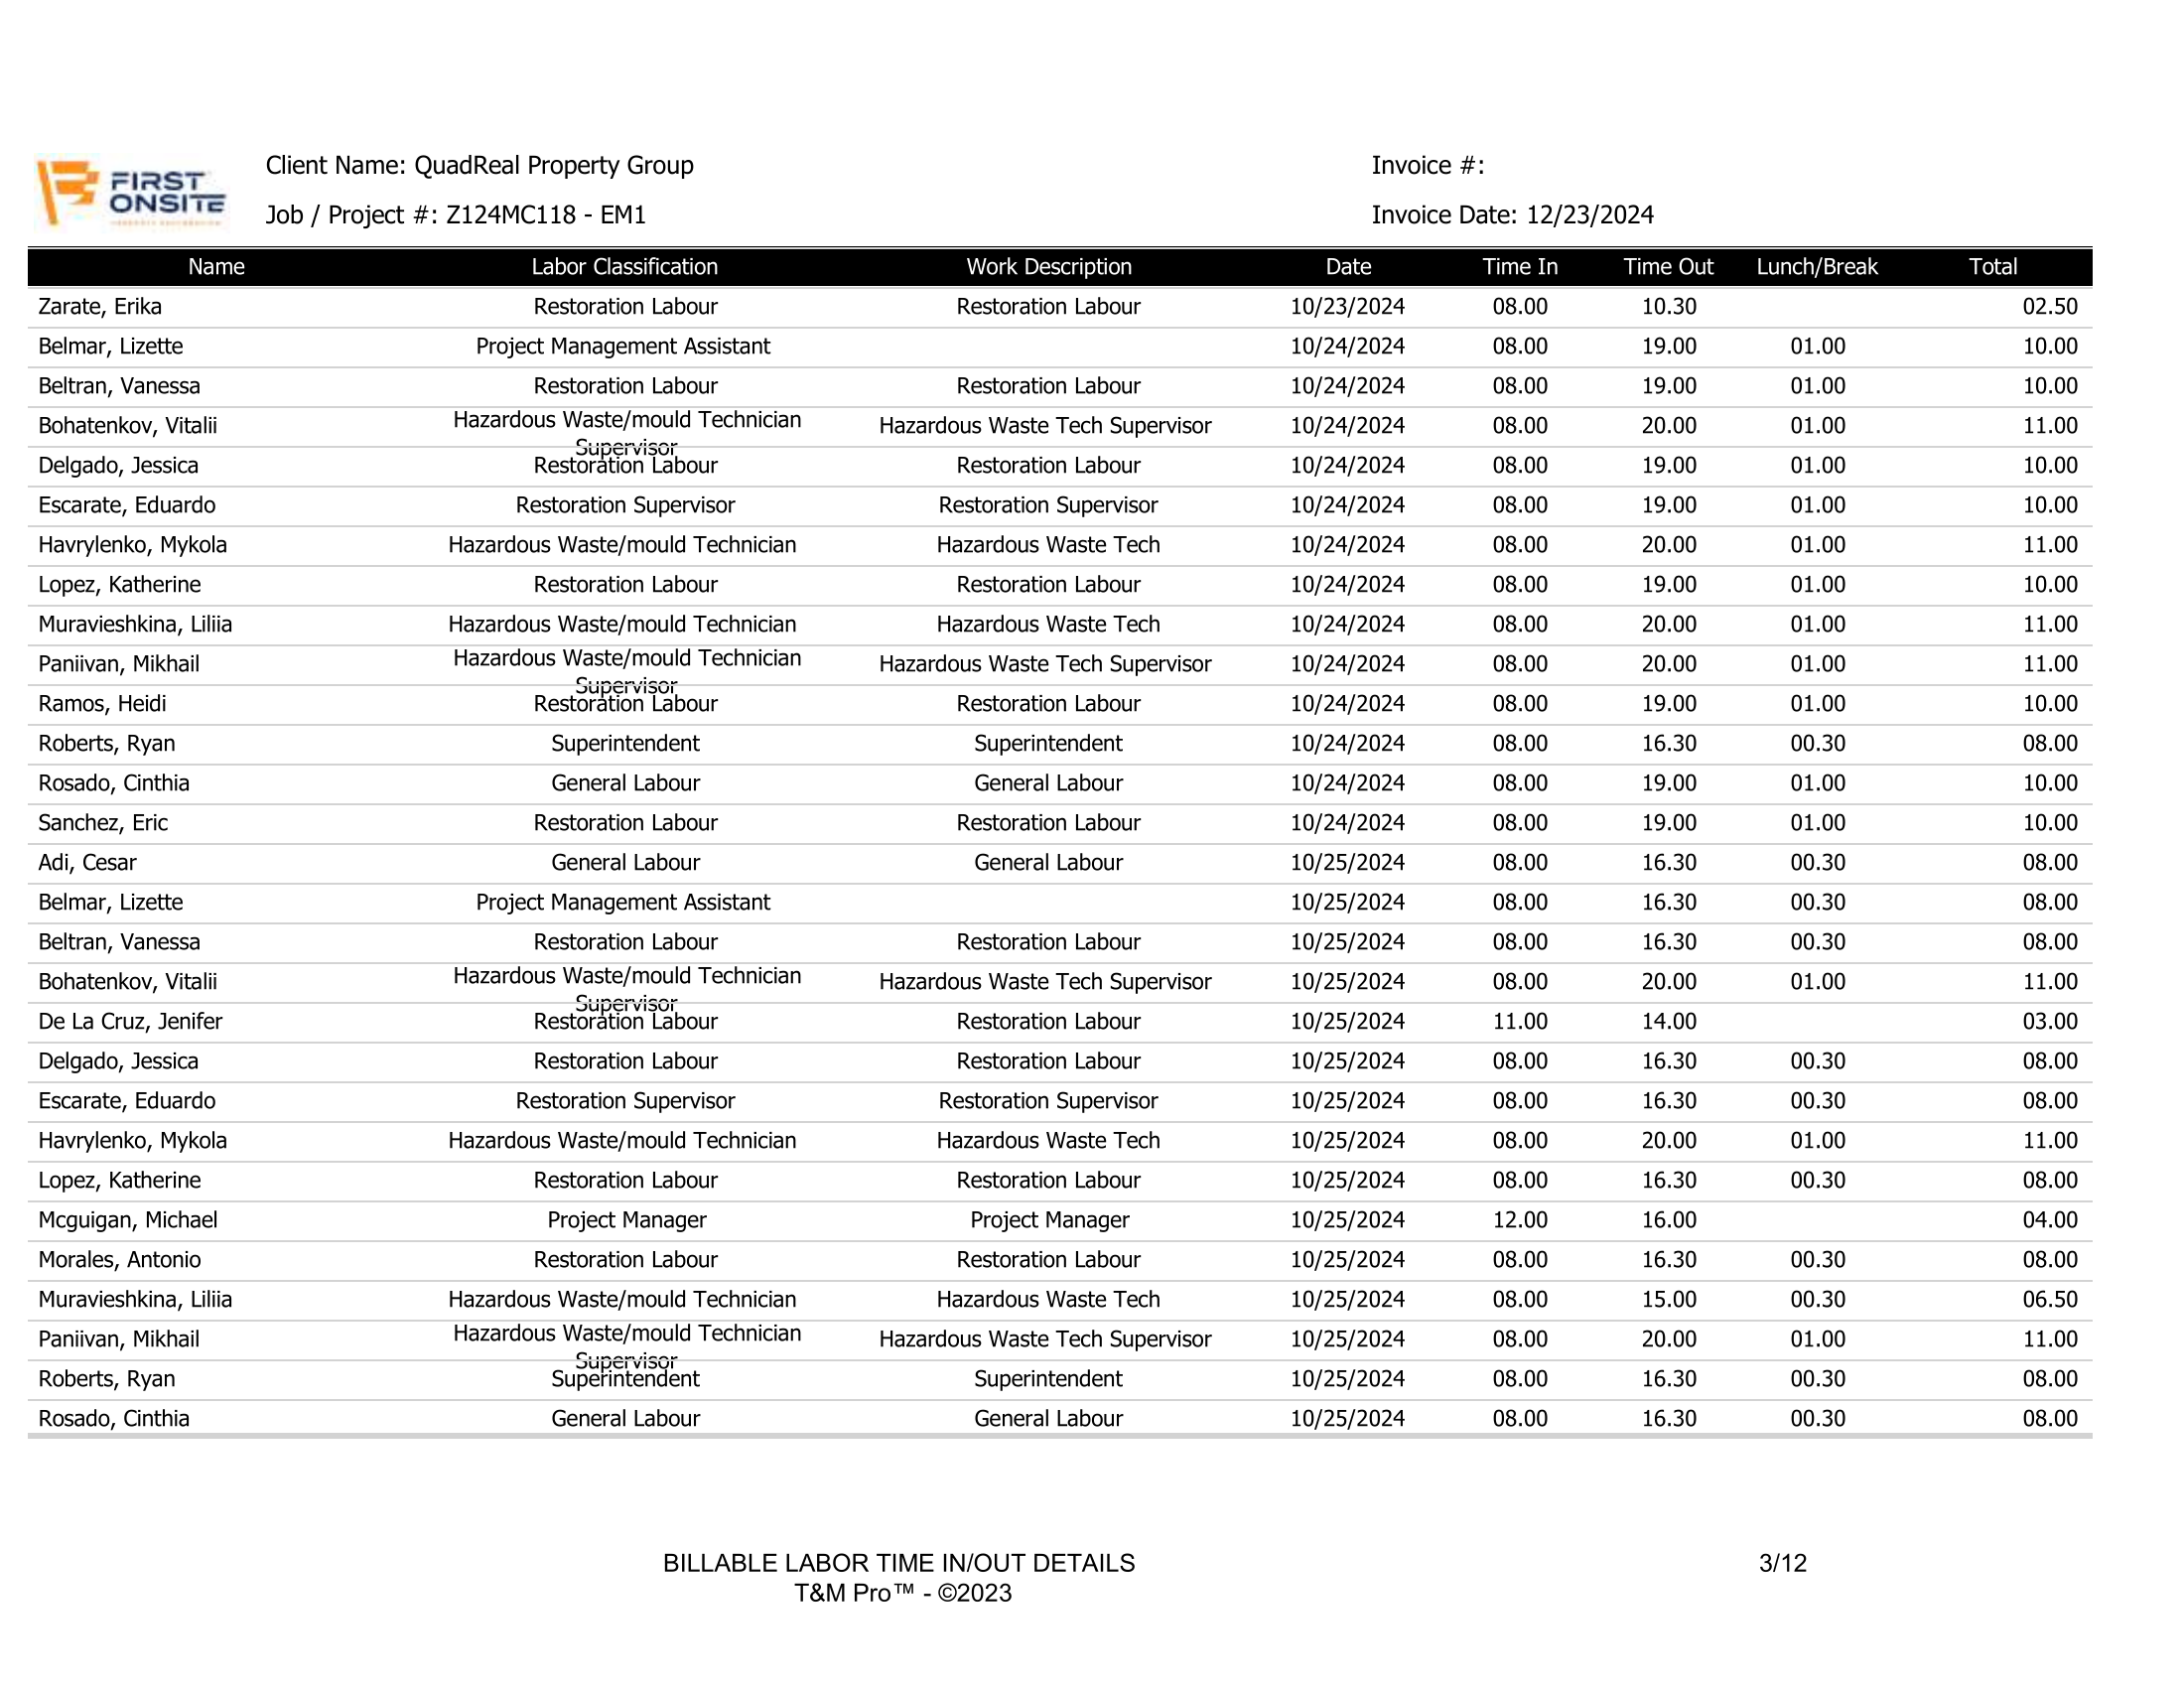 FIRST
ONSITE
Client Name: QuadReal Property Group
Invoice #:
Job / Project #: Z124MC118 - EM1
Invoice Date: 12/23/2024
Name Labor Classification Work Description Date Time In Time Out Lunch/Break Total
Zarate, Erika Restoration Labour Restoration Labour 10/23/2024 08.00 10.30 02.50
Belmar, Lizette Project Management Assistant 10/24/2024 08.00 19.00 01.00 10.00
Beltran, Vanessa Restoration Labour Restoration Labour 10/24/2024 08.00 19.00 01.00 10.00
Bohatenkov, Vitalii Hazardous Waste/mould Technician Hazardous Waste Tech Supervisor 10/24/2024 08.00 20.00 01.00 11.00
Supervisor
Delgado, Jessica Restoration Labour Restoration Labour 10/24/2024 08.00 19.00 01.00 10.00
Escarate, Eduardo Restoration Supervisor Restoration Supervisor 10/24/2024 08.00 19.00 01.00 10.00
Havrylenko, Mykola Hazardous Waste/mould Technician Hazardous Waste Tech 10/24/2024 08.00 20.00 01.00 11.00
Lopez, Katherine Restoration Labour Restoration Labour 10/24/2024 08.00 19.00 01.00 10.00
Muravieshkina, Liliia Hazardous Waste/mould Technician Hazardous Waste Tech 10/24/2024 08.00 20.00 01.00 11.00
Paniivan, Mikhail Hazardous Waste/mould Technician Hazardous Waste Tech Supervisor 10/24/2024 08.00 20.00 01.00 11.00
Supervisor
Ramos, Heidi Restoration Labour Restoration Labour 10/24/2024 08.00 19.00 01.00 10.00
Roberts, Ryan Superintendent Superintendent 10/24/2024 08.00 16.30 00.30 08.00
Rosado, Cinthia General Labour General Labour 10/24/2024 08.00 19.00 01.00 10.00
Sanchez, Eric Restoration Labour Restoration Labour 10/24/2024 08.00 19.00 01.00 10.00
Adi, Cesar General Labour General Labour 10/25/2024 08.00 16.30 00.30 08.00
Belmar, Lizette Project Management Assistant 10/25/2024 08.00 16.30 00.30 08.00
Beltran, Vanessa Restoration Labour Restoration Labour 10/25/2024 08.00 16.30 00.30 08.00
Bohatenkov, Vitalii Hazardous Waste/mould Technician Hazardous Waste Tech Supervisor 10/25/2024 08.00 20.00 01.00 11.00
Supervisor
De La Cruz, Jenifer Restoration Labour Restoration Labour 10/25/2024 11.00 14.00 03.00
Delgado, Jessica Restoration Labour Restoration Labour 10/25/2024 08.00 16.30 00.30 08.00
Escarate, Eduardo Restoration Supervisor Restoration Supervisor 10/25/2024 08.00 16.30 00.30 08.00
Havrylenko, Mykola Hazardous Waste/mould Technician Hazardous Waste Tech 10/25/2024 08.00 20.00 01.00 11.00
Lopez, Katherine Restoration Labour Restoration Labour 10/25/2024 08.00 16.30 00.30 08.00
Mcguigan, Michael Project Manager Project Manager 10/25/2024 12.00 16.00 04.00
Morales, Antonio Restoration Labour Restoration Labour 10/25/2024 08.00 16.30 00.30 08.00
Muravieshkina, Liliia Hazardous Waste/mould Technician Hazardous Waste Tech 10/25/2024 08.00 15.00 00.30 06.50
Paniivan, Mikhail Hazardous Waste/mould Technician Hazardous Waste Tech Supervisor 10/25/2024 08.00 20.00 01.00 11.00
Supervisor
Roberts, Ryan Superintendent Superintendent 10/25/2024 08.00 16.30 00.30 08.00
Rosado, Cinthia General Labour General Labour 10/25/2024 08.00 16.30 00.30 08.00
BILLABLE LABOR TIME IN/OUT DETAILS 3/12
T&M Pro™ - ©2023